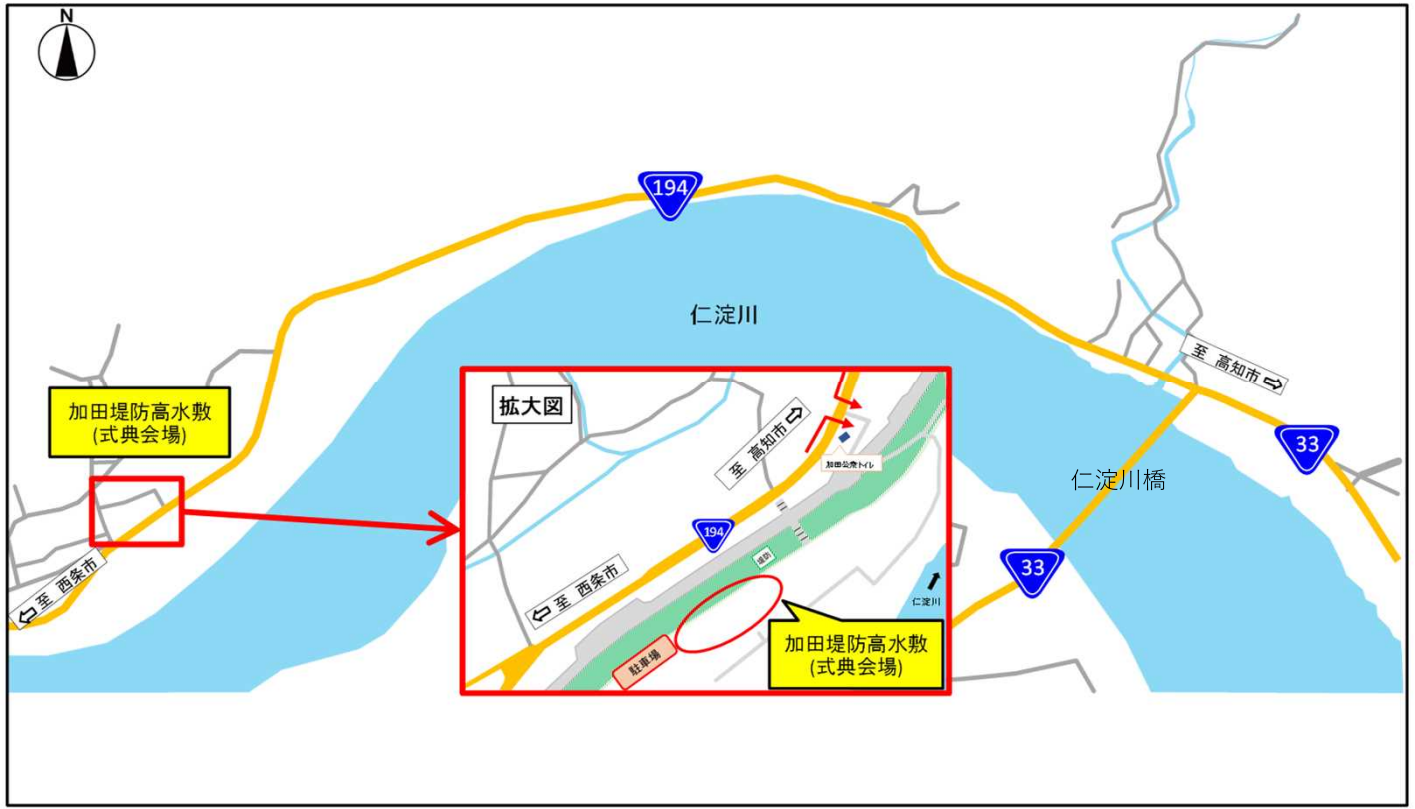 N
194
仁淀川
至 高知市
加田堤防高水敷
(式典会場)
33
仁淀川橋
33
至 西条市
拡大図
至 高知市
加田公衆トイレ
194
堤防
至 西条市
仁淀川
加田堤防高水敷
(式典会場)
駐車場